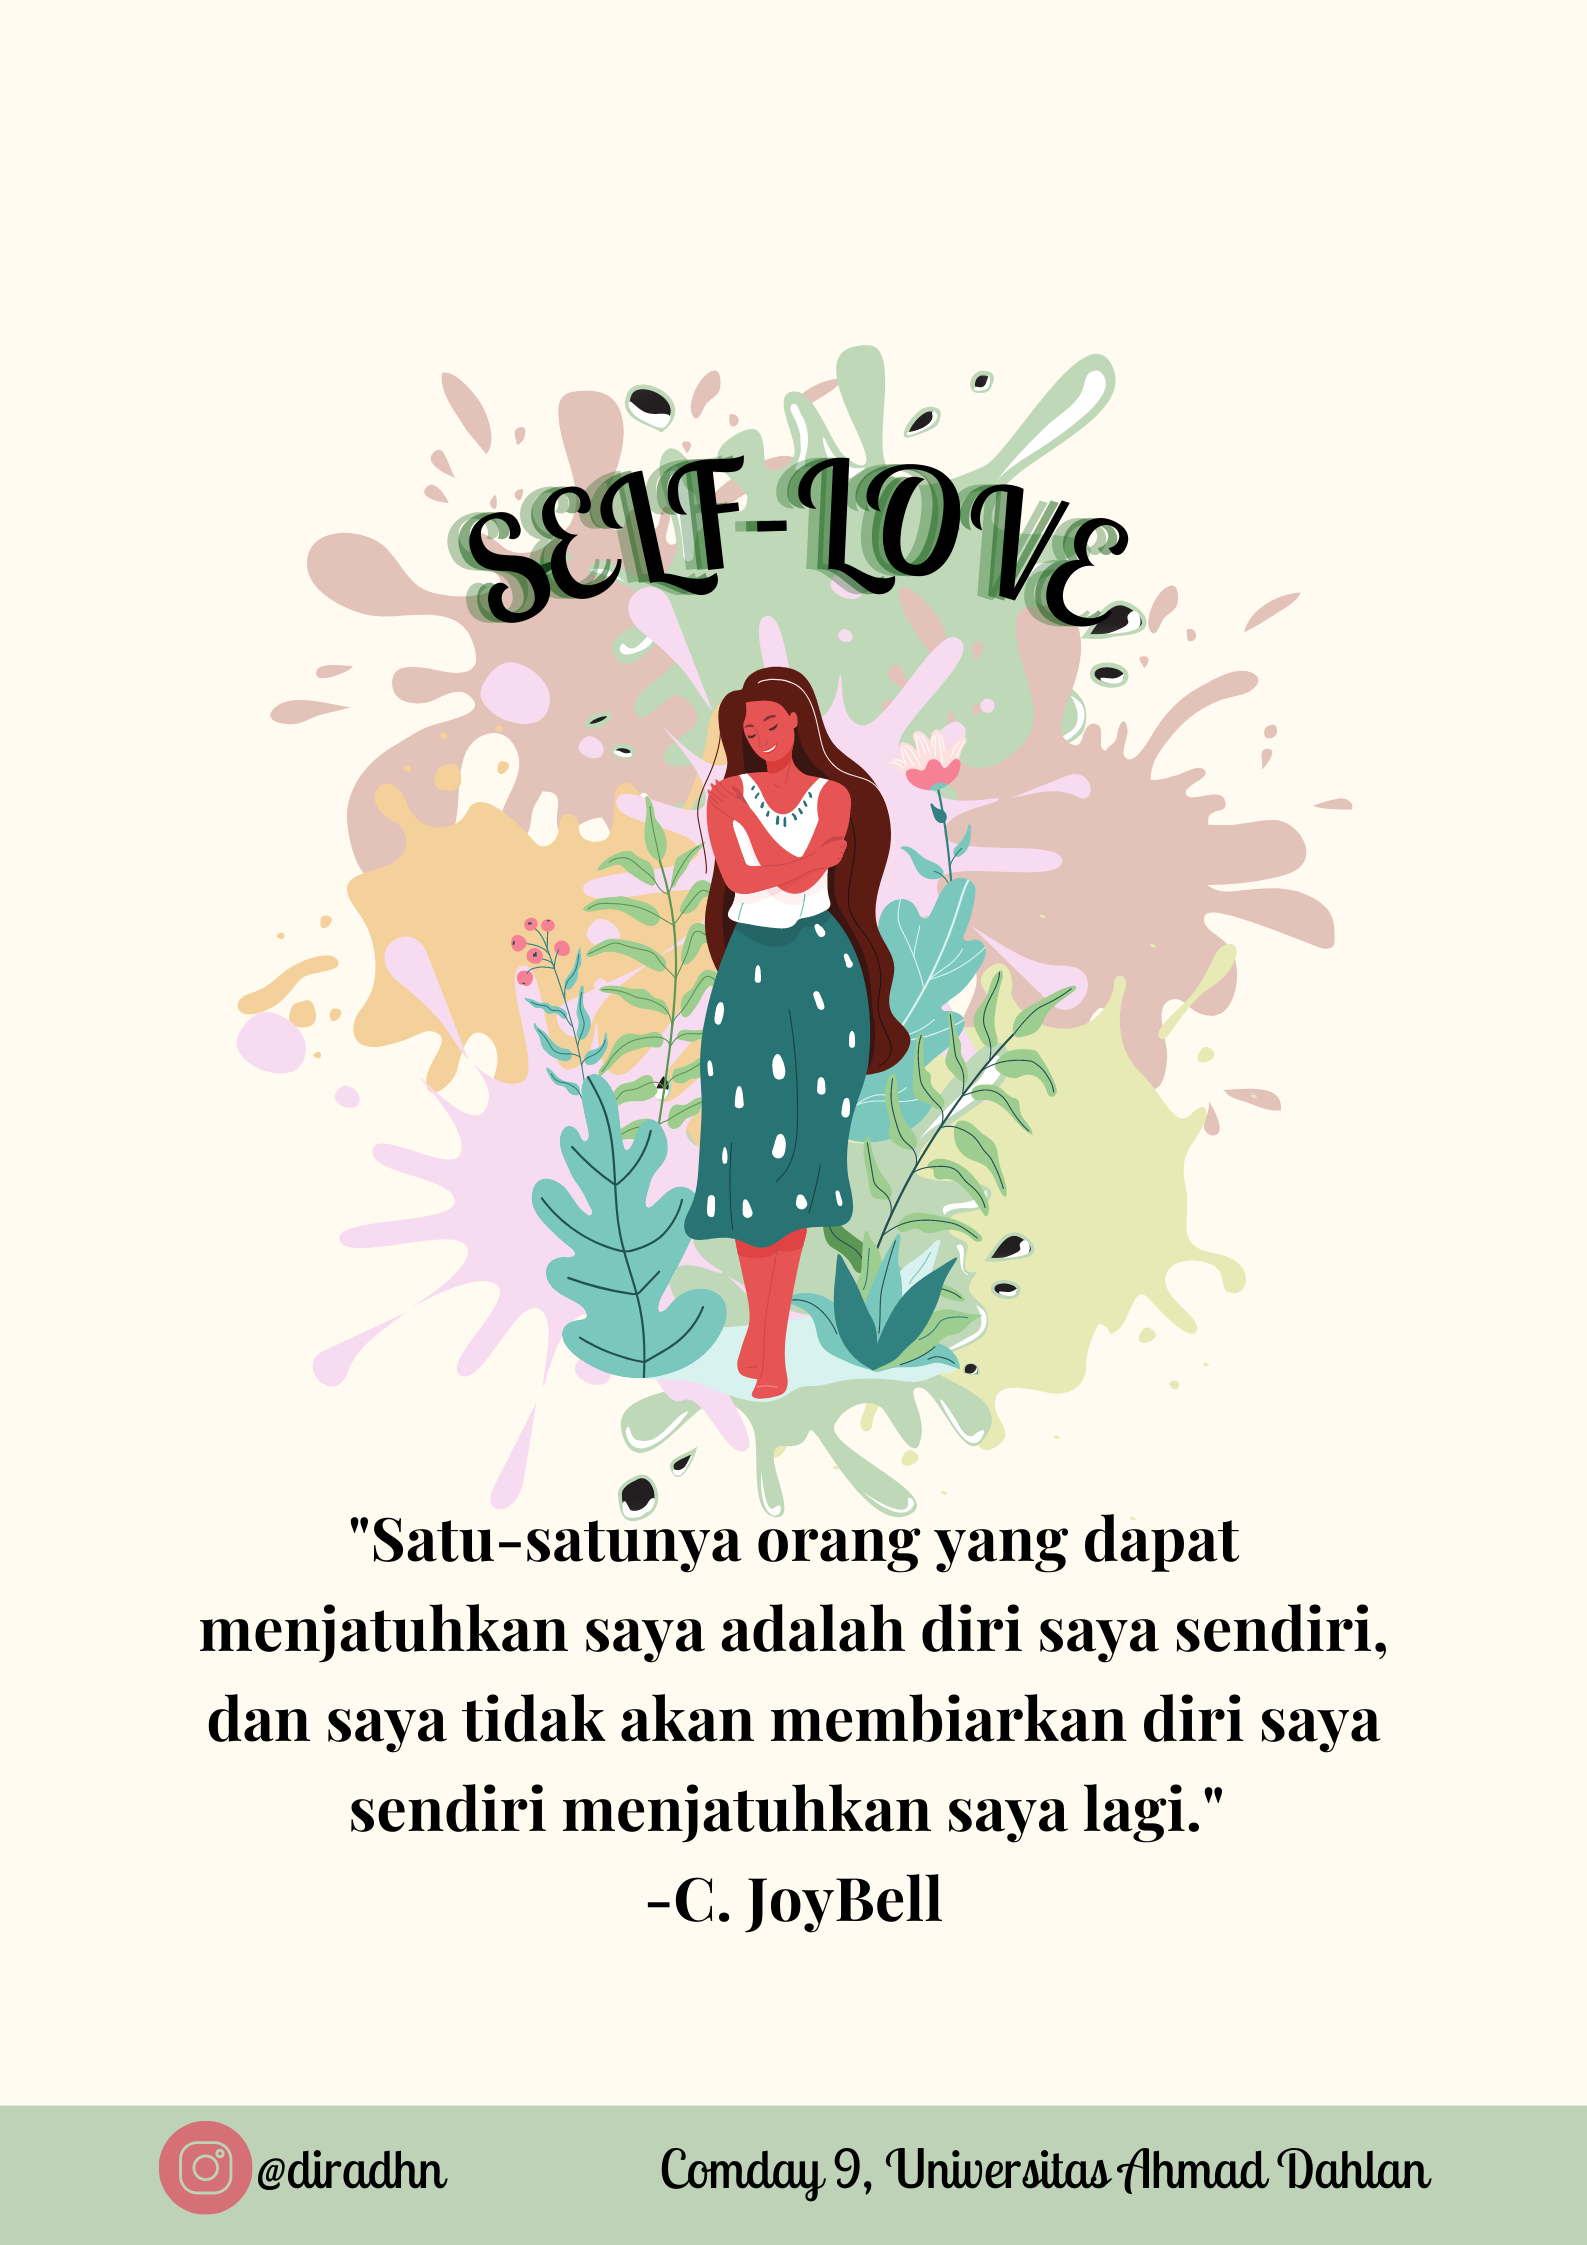 SELF-LOVE
"Satu-satunya orang yang dapat
menjatuhkan saya adalah diri saya sendiri,
dan saya tidak akan membiarkan diri saya
sendiri menjatuhkan saya lagi."
-C. JoyBell
@diradhn
Comday 9, Universitas Ahmad Dahlan